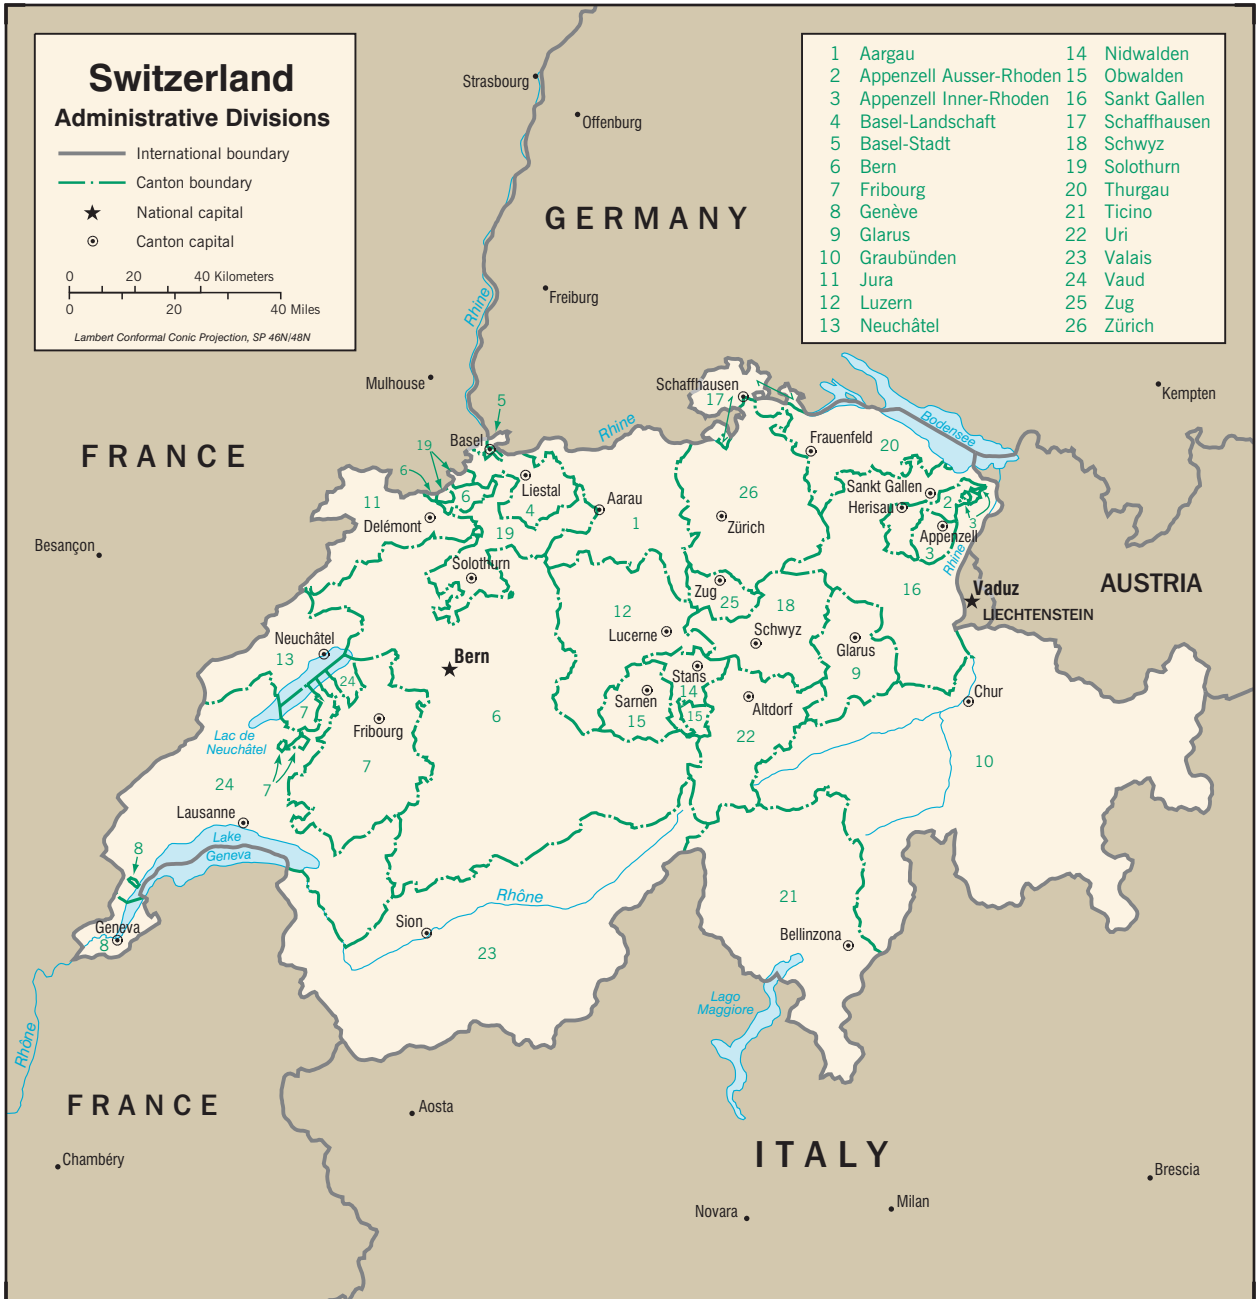 Switzerland
Administrative Divisions
International boundary
Canton boundary
National capital
Canton capital
0 20 40 Kilometers
0 20 40 Miles
Lambert Conformal Conic Projection, SP 46N/48N
1 Aargau
2 Appenzell Ausser-Rhoden
3 Appenzell Inner-Rhoden
4 Basel-Landschaft
5 Basel-Stadt
6 Bern
7 Fribourg
8 Genève
9 Glarus
10 Graubünden
11 Jura
12 Luzern
13 Neuchâtel
14 Nidwalden
15 Obwalden
16 Sankt Gallen
17 Schaffhausen
18 Schwyz
19 Solothurn
20 Thurgau
21 Ticino
22 Uri
23 Valais
24 Vaud
25 Zug
26 Zürich
Strasbourg
Offenburg
GERMANY
Rhine
Freiburg
Mulhouse
Schaffhausen
17
Kempten
5
Rhine
Bodensee
FRANCE
19
Basel
Frauenfeld
20
6
Liestal
Sankt Gallen
11
6
26
Aarau
Herisau
2
Delémont
4
1
Zürich
3
19
Appenzell
Besançon
3
Rhine
Solothurn
AUSTRIA
Zug
25
16
Vaduz
12
18
LIECHTENSTEIN
Neuchâtel
Lucerne
Schwyz
13
Bern
Glarus
24
Stans
9
14
Chur
Sarnen
Altdorf
7
15
15
6
Fribourg
22
Lac de
Neuchâtel
7
10
24
7
Lausanne
Lake
Geneva
8
21
Rhône
Sion
Geneva
8
Bellinzona
23
Lago
Maggiore
Rhône
FRANCE
Aosta
ITALY
Chambéry
Brescia
Milan
Novara